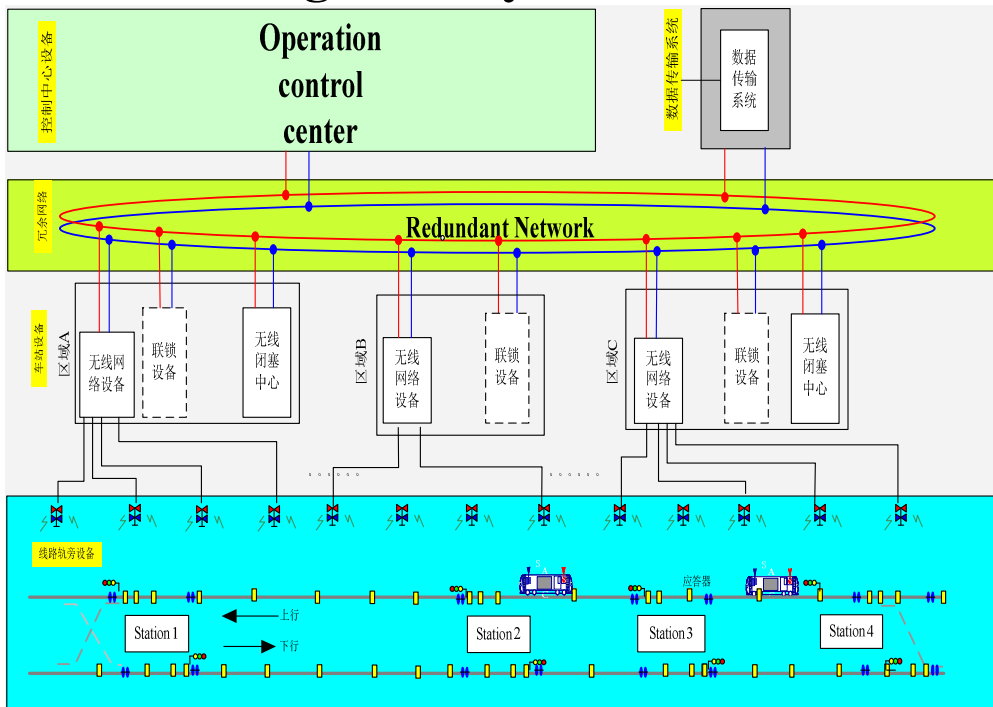 Operation
control
center
控制中心设备
数据传输系统
数据
传输
系统
冗余网络
Redundant Network
车站设备
区域A
无线网
络设备
联锁
设备
无线
闭塞
中心
区域B
无线
网络
设备
联锁
设备
区域C
无线
网络
设备
联锁
设备
无线
闭塞
中心
线路轨旁设备
S
A
应答器
S
A
Station 1
上行
下行
Station 2
Station 3
Station 4